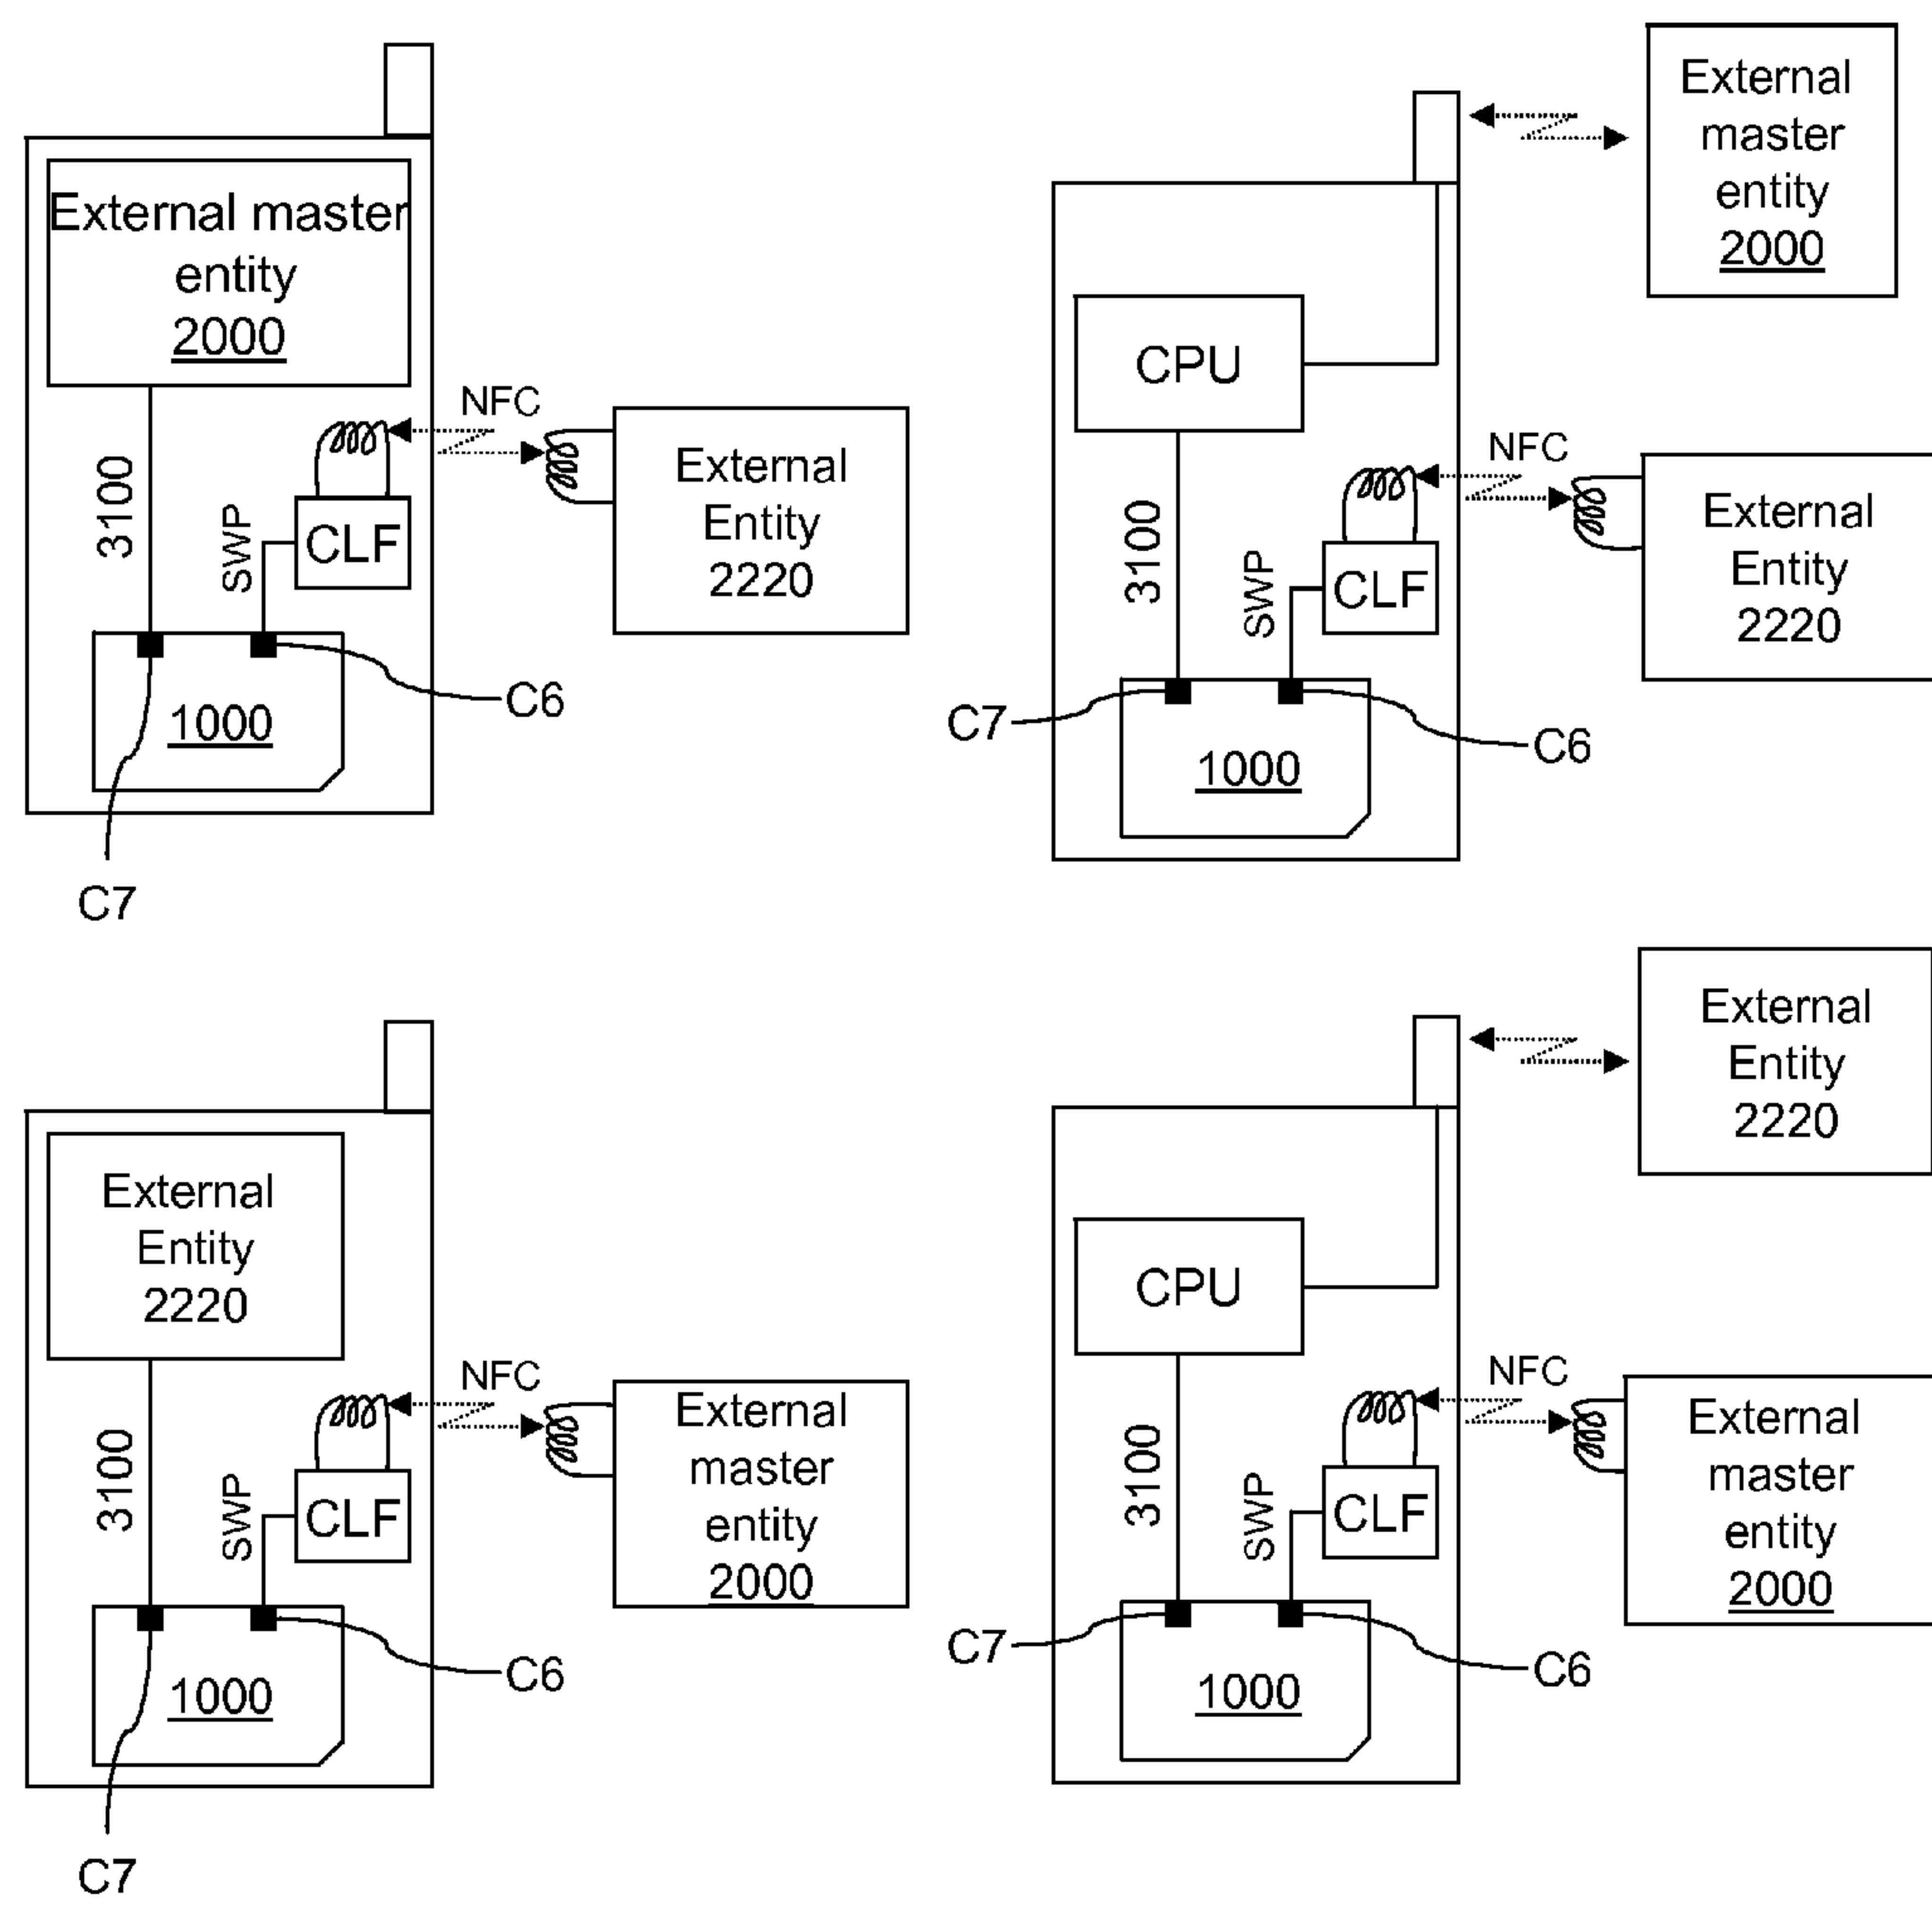 External master
entity
2000
NFC
External
Entity
2220
3100
SWP
CLF
1000
C6
C7
External
master
entity
2000
CPU
NFC
External
Entity
2220
3100
SWP
CLF
C7
1000
C6
External
Entity
2220
NFC
External
master
entity
2000
3100
SWP
CLF
1000
C6
C7
External
Entity
2220
CPU
NFC
External
master
entity
2000
3100
SWP
CLF
C7
1000
C6